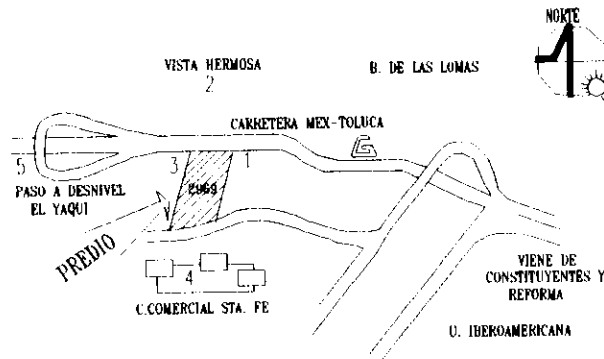 NORTE
VISTA HERMOSA
2
B. DE LAS LOMAS
CARRETERA MEX-TOLUCA
5
3
1
2969
PASO A DESNIVEL
EL YAQUI
PREDIO
4
C.COMERCIAL STA. FE
VIENE DE
CONSTITUYENTES Y
REFORMA
U. IBEROAMERICANA